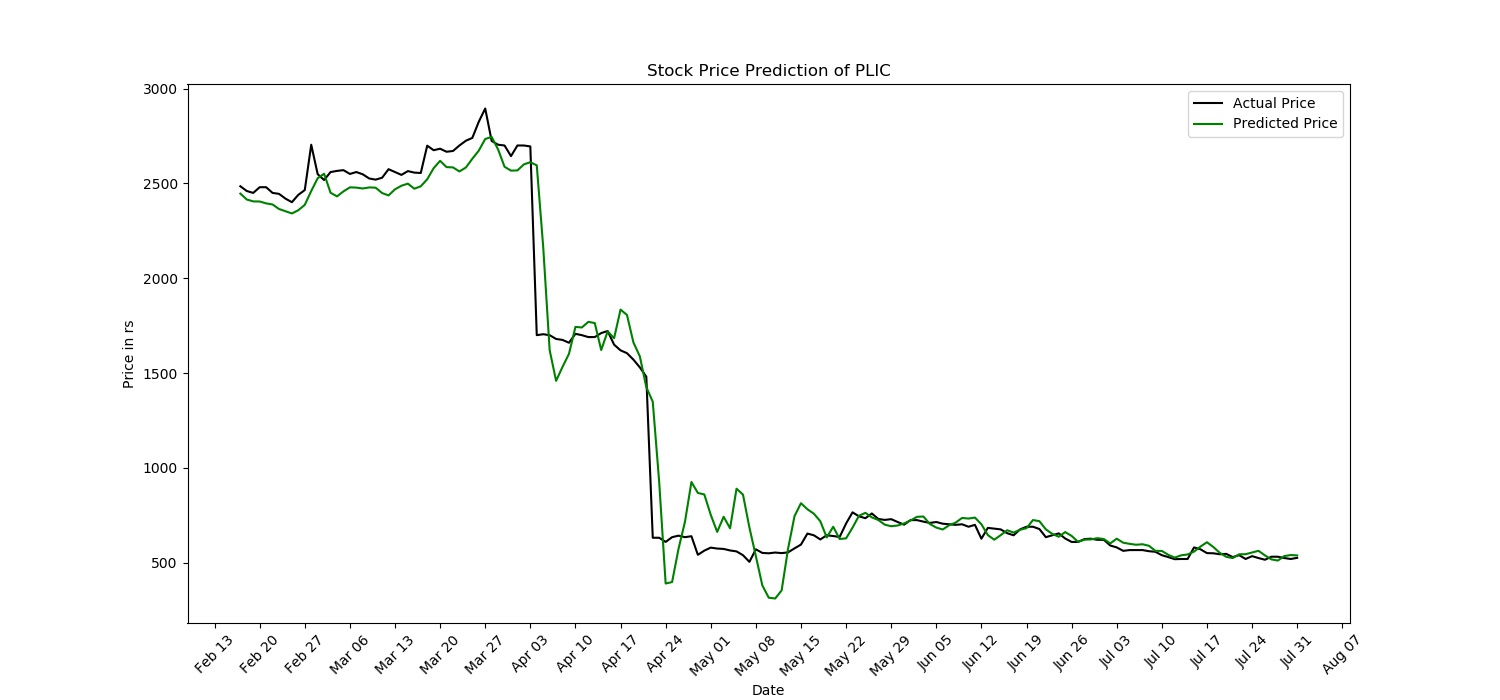 Stock Price Prediction of PLIC
Actual Price
Predicted Price
3000
2500
2000
1500
1000
500
Price in rs
Feb 13
Feb 20
Feb 27
Mar 06
Mar 13
Mar 20
Mar 27
Apr 03
Apr 10
Apr 17
Apr 24
May 01
May 08
May 15
May 22
May 29
Jun 05
Jun 12
Jun 19
Jun 26
Jul 03
Jul 10
Jul 17
Jul 24
Jul 31
Aug 07
Date